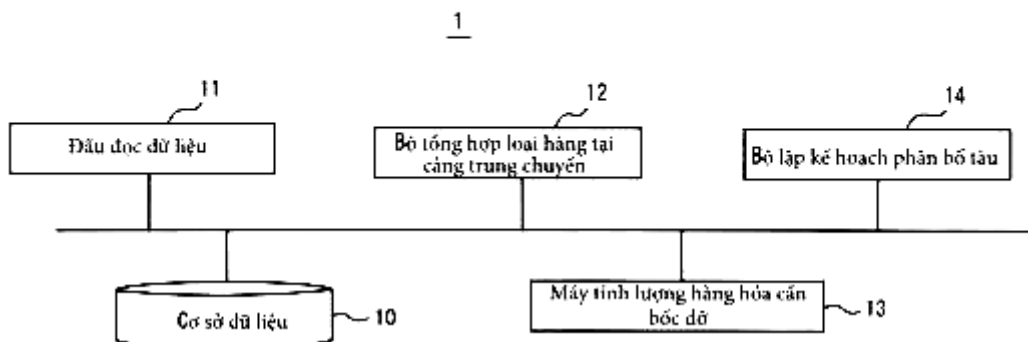 1
11
12
14
Đầu đọc dữ liệu
Bộ tổng hợp loại hàng tại
cảng trung chuyển
Bộ lập kế hoạch phân bổ tàu
Cơ sở dữ liệu
10
Máy tính lượng hàng hóa cần
bốc dỡ
13